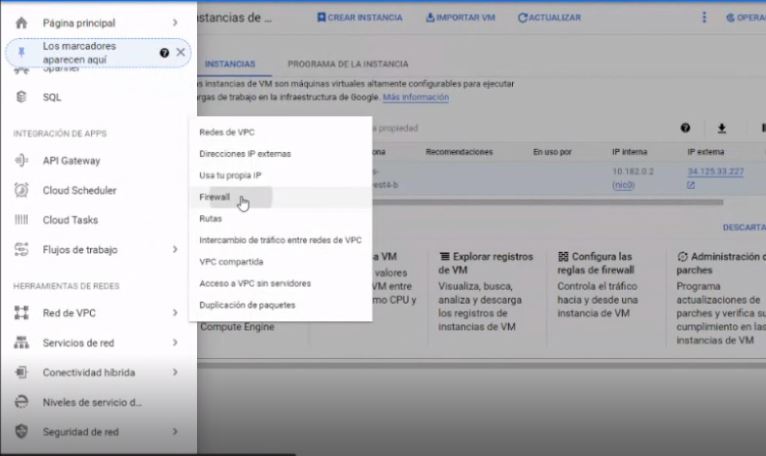 Página principal
Los marcadores
aparecen aquí
Spanner
SQL
INTEGRACIÓN DE APPS
API Gateway
Cloud Scheduler
Cloud Tasks
Flujos de trabajo
HERRAMIENTAS DE REDES
Red de VPC
Servicios de red
Conectividad híbrida
Niveles de servicio d...
Seguridad de red
Redes de VPC
Direcciones IP externas
Usa tu propia IP
Firewall
Rutas
Intercambio de tráfico entre redes de VPC
VPC compartida
Acceso a VPC sin servidores
Duplicación de paquetes
Compute Engine
stancias de ...
CREAR INSTANCIA
IMPORTAR VM
ACTUALIZAR
OPERA
INSTANCIAS
PROGRAMA DE LA INSTANCIA
as instancias de VM son máquinas virtuales altamente configurables para ejecutar
rgas de trabajo en la infraestructura de Google. Más información
a propiedad
ona Recomendaciones En uso por IP interna IP externa
s- 10.182.0.2 34.125.33.227
est4-b (nic0)
DESCARTA
a VM
valores
VM entre
mo CPU y
Explorar registros
de VM
Visualiza, busca,
analiza y descarga
los registros de
instancias de VM
Configura las
reglas de firewall
Controla el tráfico
hacia y desde una
instancia de VM
Administración d
parches
Programa
actualizaciones de
parches y verifica su
cumplimiento en las
instancias de VM